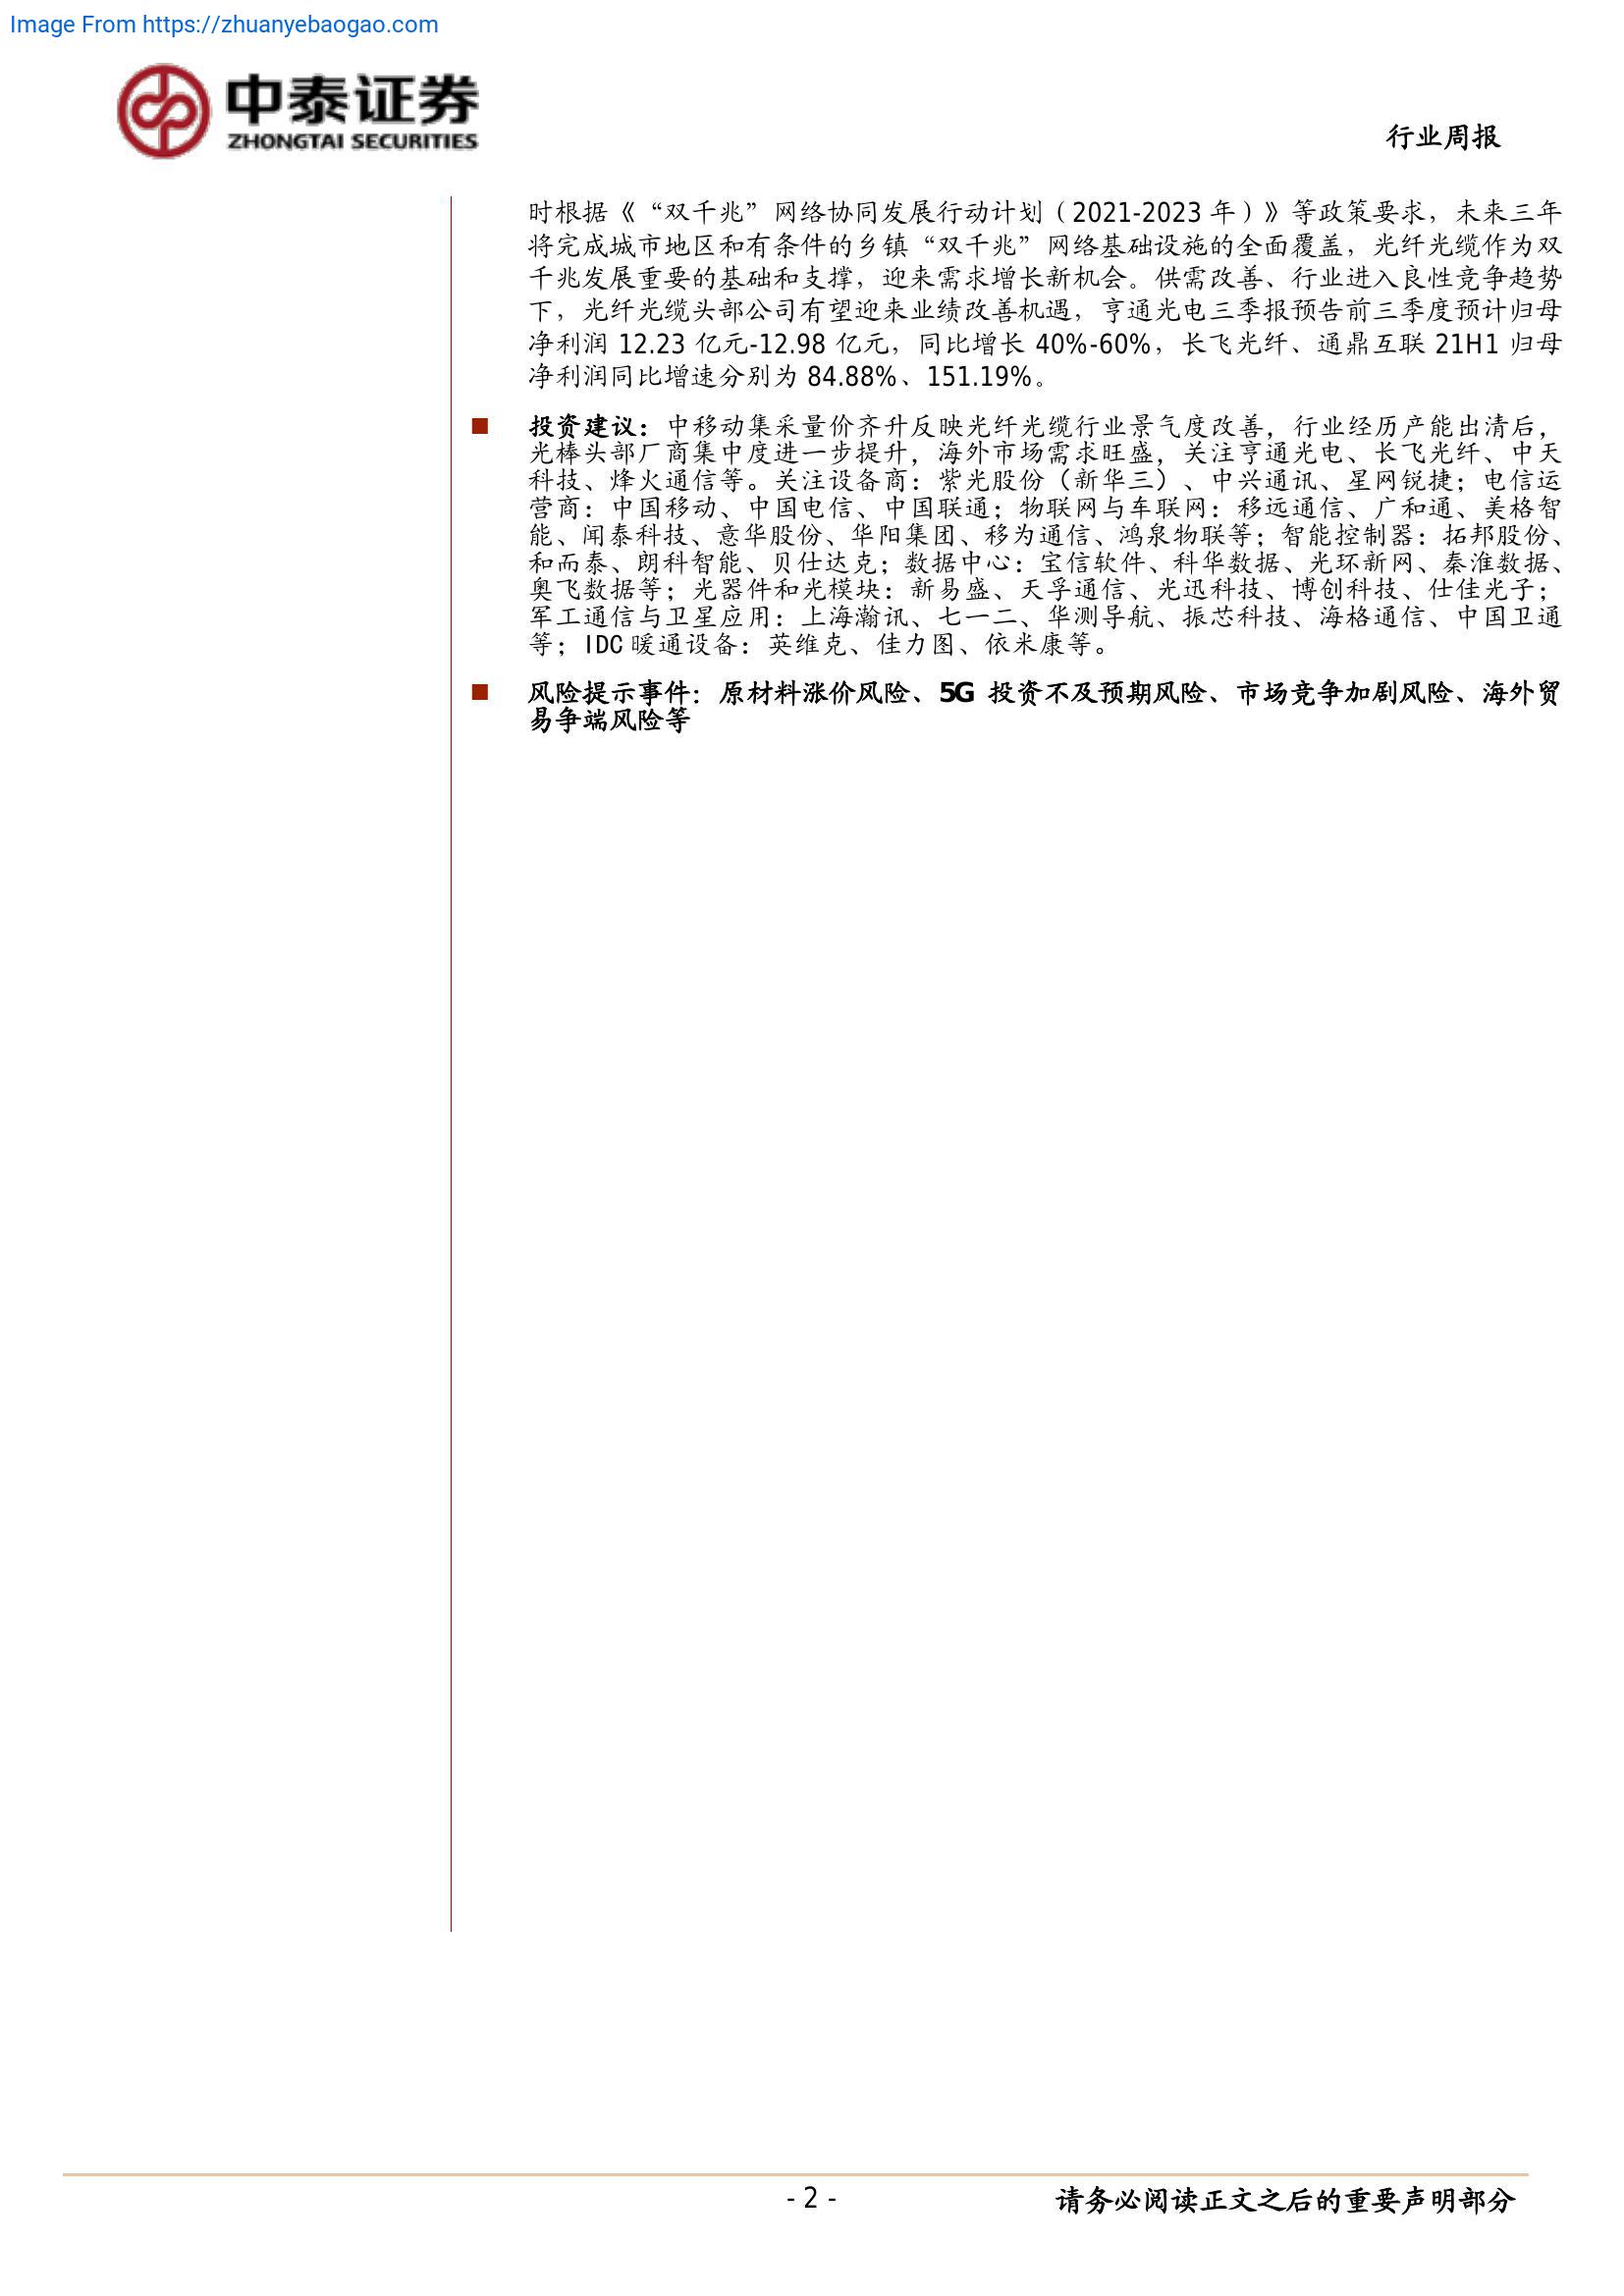 Image From https://zhuanyebaogao.com
中泰证券
ZHONGTAI SECURITIES
行业周报
时根据《“双千兆”网络协同发展行动计划（2021-2023 年）》等政策要求，未来三年
将完成城市地区和有条件的乡镇“双千兆”网络基础设施的全面覆盖，光纤光缆作为双
千兆发展重要的基础和支撑，迎来需求增长新机会。供需改善、行业进入良性竞争趋势
下，光纤光缆头部公司有望迎来业绩改善机遇，亨通光电三季报预告前三季度预计归母
净利润 12.23 亿元-12.98 亿元，同比增长 40%-60%，长飞光纤、通鼎互联 21H1 归母
净利润同比增速分别为 84.88%、151.19%。
■ 投资建议：中移动集采量价齐升反映光纤光缆行业景气度改善，行业经历产能出清后，
光棒头部厂商集中度进一步提升，海外市场需求旺盛，关注亨通光电、长飞光纤、中天
科技、烽火通信等。关注设备商：紫光股份（新华三）、中兴通讯、星网锐捷；电信运
营商：中国移动、中国电信、中国联通；物联网与车联网：移远通信、广和通、美格智
能、闻泰科技、意华股份、华阳集团、移为通信、鸿泉物联等；智能控制器：拓邦股份、
和而泰、朗科智能、贝仕达克；数据中心：宝信软件、科华数据、光环新网、秦淮数据、
奥飞数据等；光器件和光模块：新易盛、天孚通信、光迅科技、博创科技、仕佳光子；
军工通信与卫星应用：上海瀚讯、七一二、华测导航、振芯科技、海格通信、中国卫通
等；IDC 暖通设备：英维克、佳力图、依米康等。
■ 风险提示事件：原材料涨价风险、5G 投资不及预期风险、市场竞争加剧风险、海外贸
易争端风险等
- 2 -
请务必阅读正文之后的重要声明部分